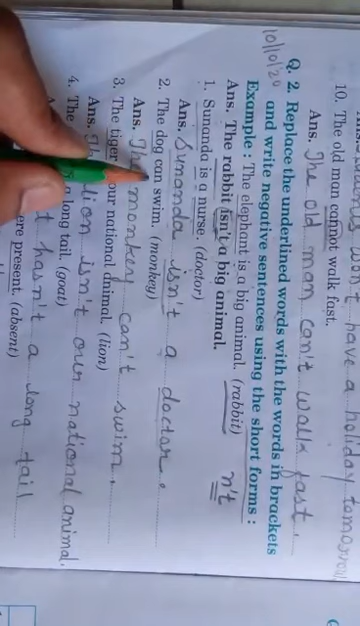 won't have a holiday tomorrow
10. The old man cannot walk fast.
Ans. The old man can't walk fast.
10/10/20
Q. 2. Replace the underlined words with the words in brackets
and write negative sentences using the short forms :
Example : The elephant is a big animal. (rabbit)
Ans. The rabbit isn't a big animal. n't
1. Sunanda is a nurse. (doctor)
Ans. Sunanda isn't a doctor.
2. The dog can swim. (monkey)
Ans. The monkey can't swim.
3. The tiger our national animal. (lion)
Ans. The lion isn't our national animal.
4. The a long tail. (goat)
hasn't a long tail
ere present. (absent)